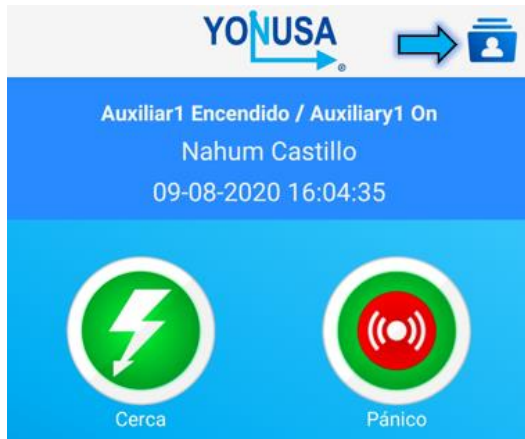 YONUSA
®
Auxiliar1 Encendido / Auxiliary1 On
Nahum Castillo
09-08-2020 16:04:35
Cerca
Pánico